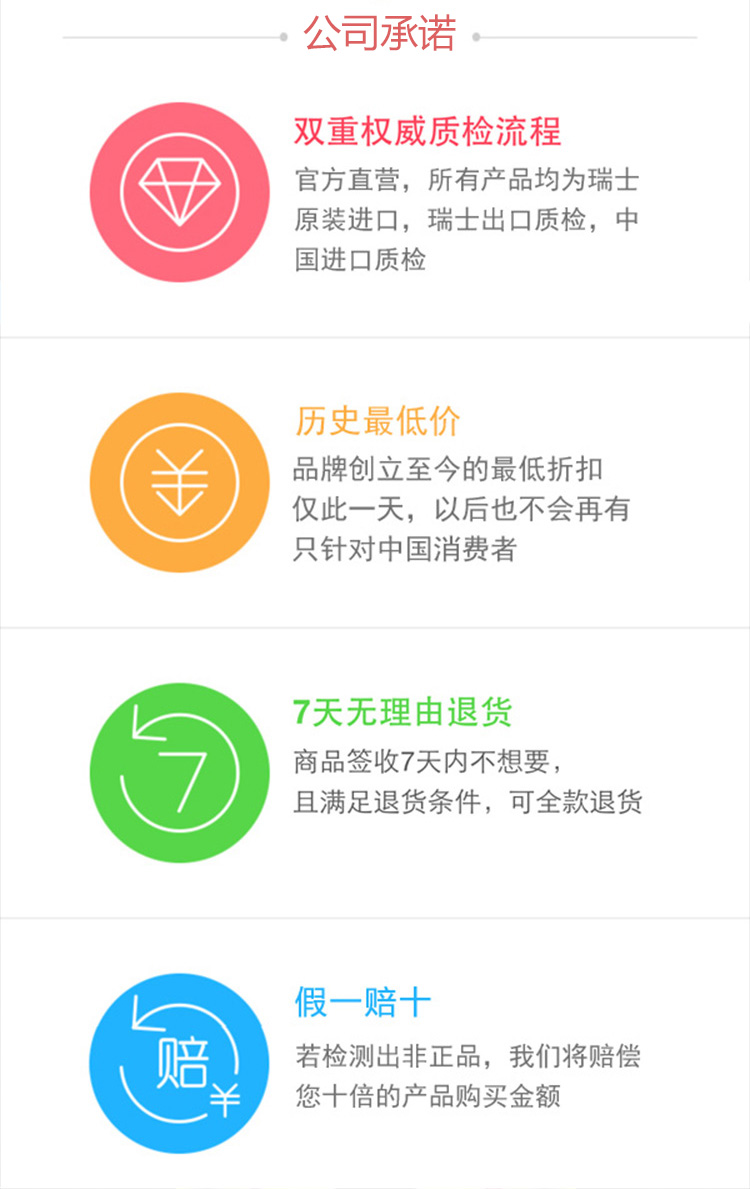 公司承诺
双重权威质检流程
官方直营，所有产品均为瑞士
原装进口，瑞士出口质检，中
国进口质检
历史最低价
品牌创立至今的最低折扣
仅此一天，以后也不会再有
只针对中国消费者
7
7天无理由退货
商品签收7天内不想要，
且满足退货条件，可全款退货
赔
¥
假一赔十
若检测出非正品，我们将赔偿
您十倍的产品购买金额